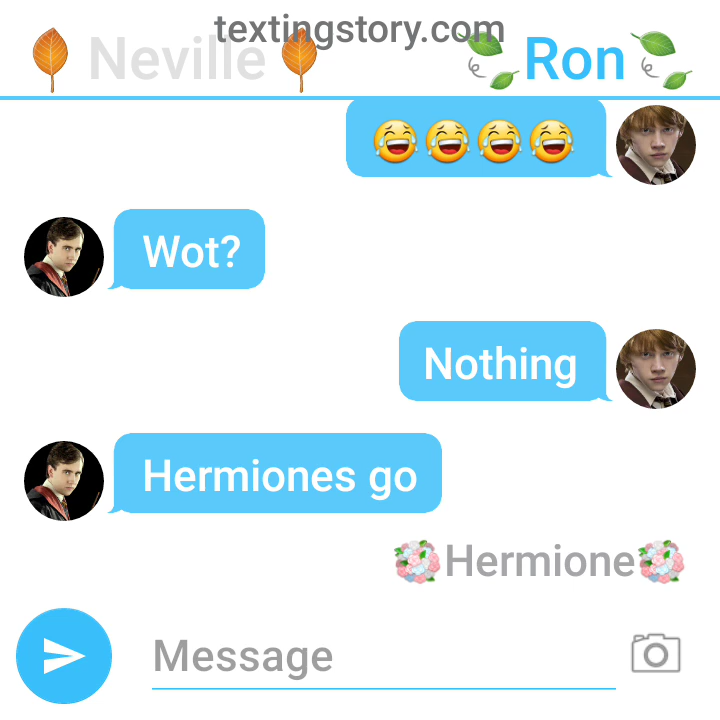 textingstory.com
🍂Neville🍂 🍃Ron🍃
😂😂😂😂
Wot?
Nothing
Hermiones go
💐Hermione💐
Message